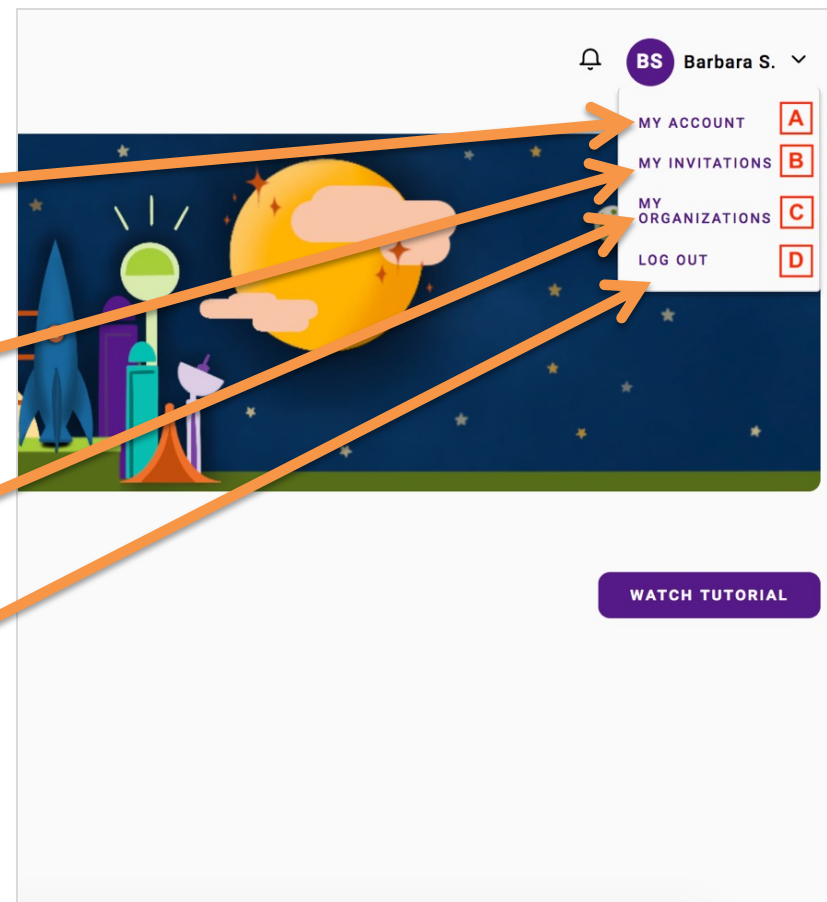 BS Barbara S.
MY ACCOUNT A
MY INVITATIONS B
MY
ORGANIZATIONS C
LOG OUT D
WATCH TUTORIAL